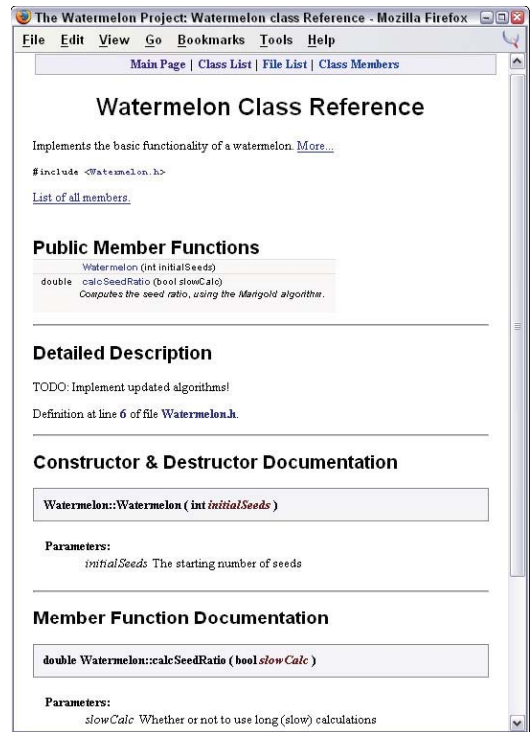 The Watermelon Project: Watermelon class Reference - Mozilla Firefox
File Edit View Go Bookmarks Tools Help
Main Page | Class List | File List | Class Members
Watermelon Class Reference
Implements the basic functionality of a watermelon. More...
#include <Watermelon.h>
List of all members.
Public Member Functions
Watermelon (int initialSeeds)
double calcSeedRatio (bool slowCalc)
Computes the seed ratio, using the Marigold algorithm.
Detailed Description
TODO: Implement updated algorithms!
Definition at line 6 of file Watermelon.h.
Constructor & Destructor Documentation
Watermelon::Watermelon ( int initialSeeds )
Parameters:
initialSeeds The starting number of seeds
Member Function Documentation
double Watermelon::calcSeedRatio ( bool slowCalc )
Parameters:
slowCalc Whether or not to use long (slow) calculations